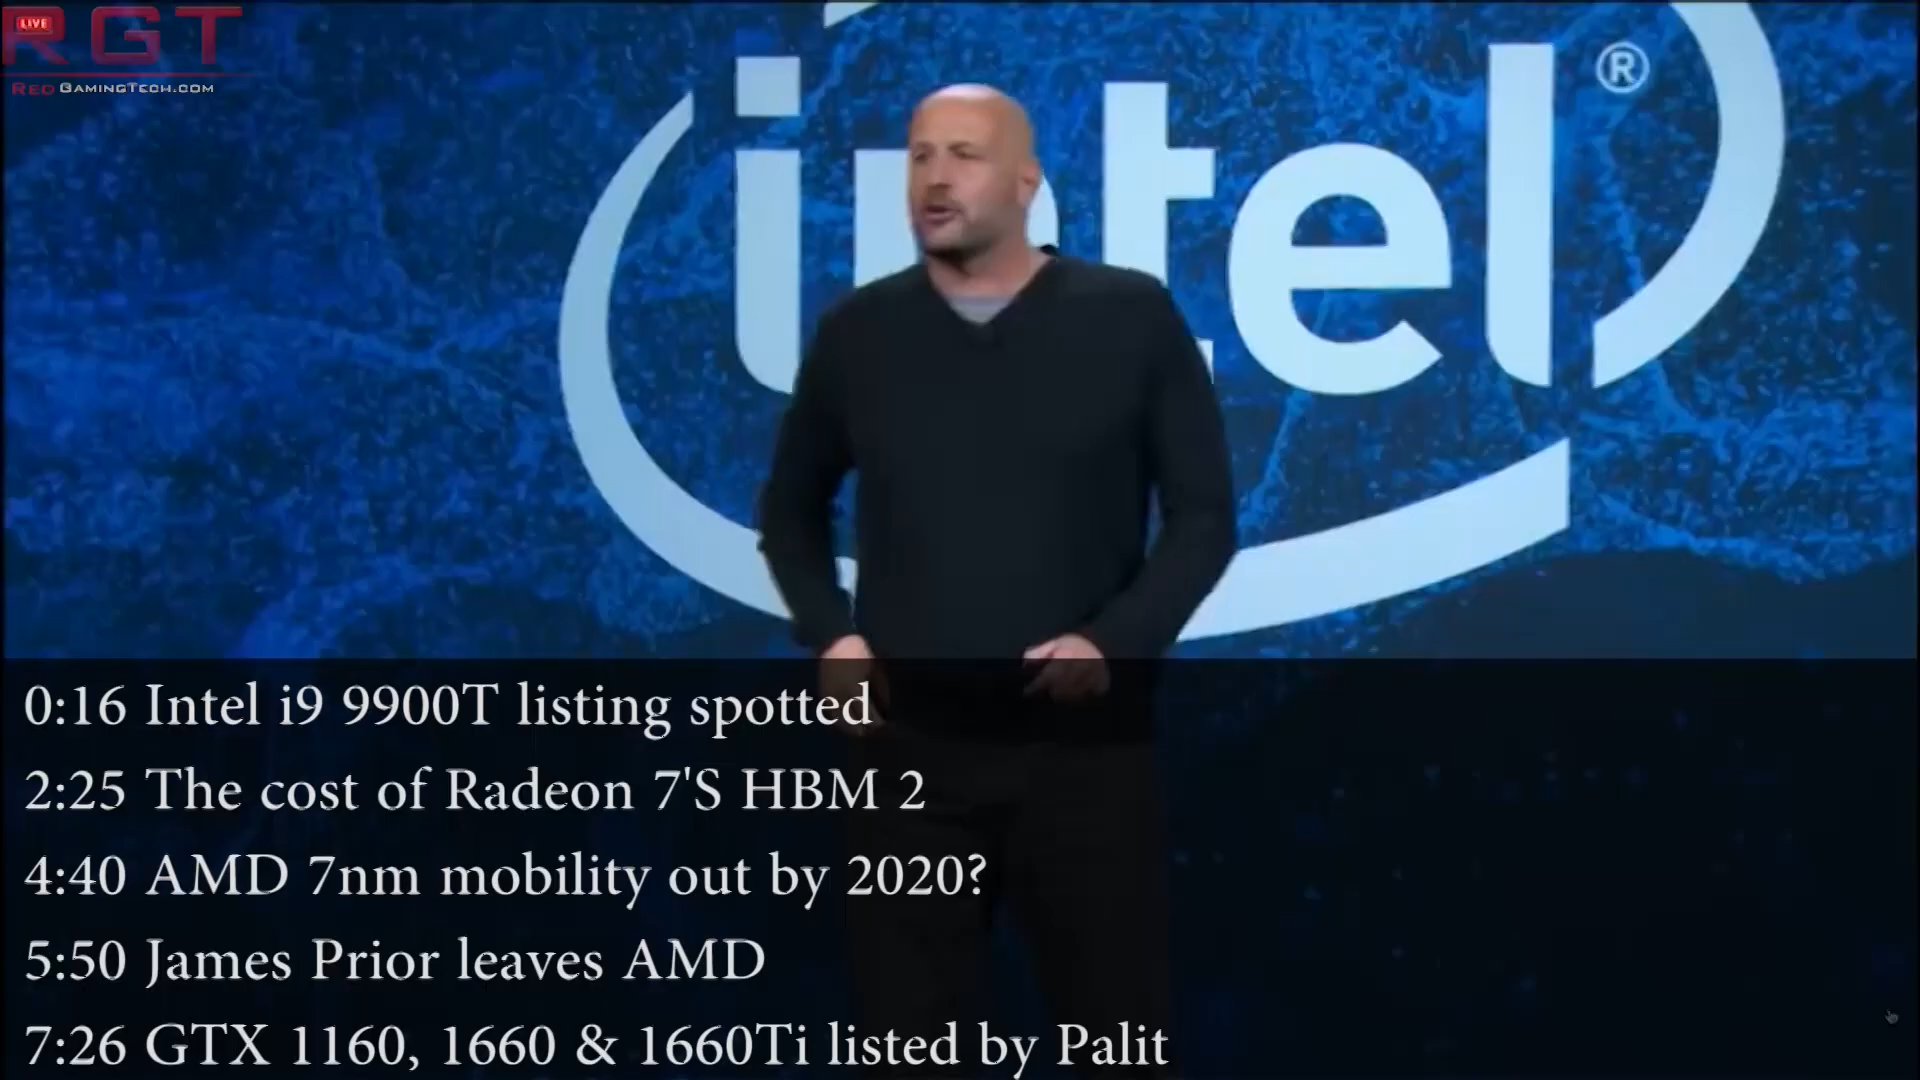 LIVE
RGT
REDGAMINGTECH.COM
intel®
0:16 Intel i9 9900T listing spotted
2:25 The cost of Radeon 7'S HBM 2
4:40 AMD 7nm mobility out by 2020?
5:50 James Prior leaves AMD
7:26 GTX 1160, 1660 & 1660Ti listed by Palit